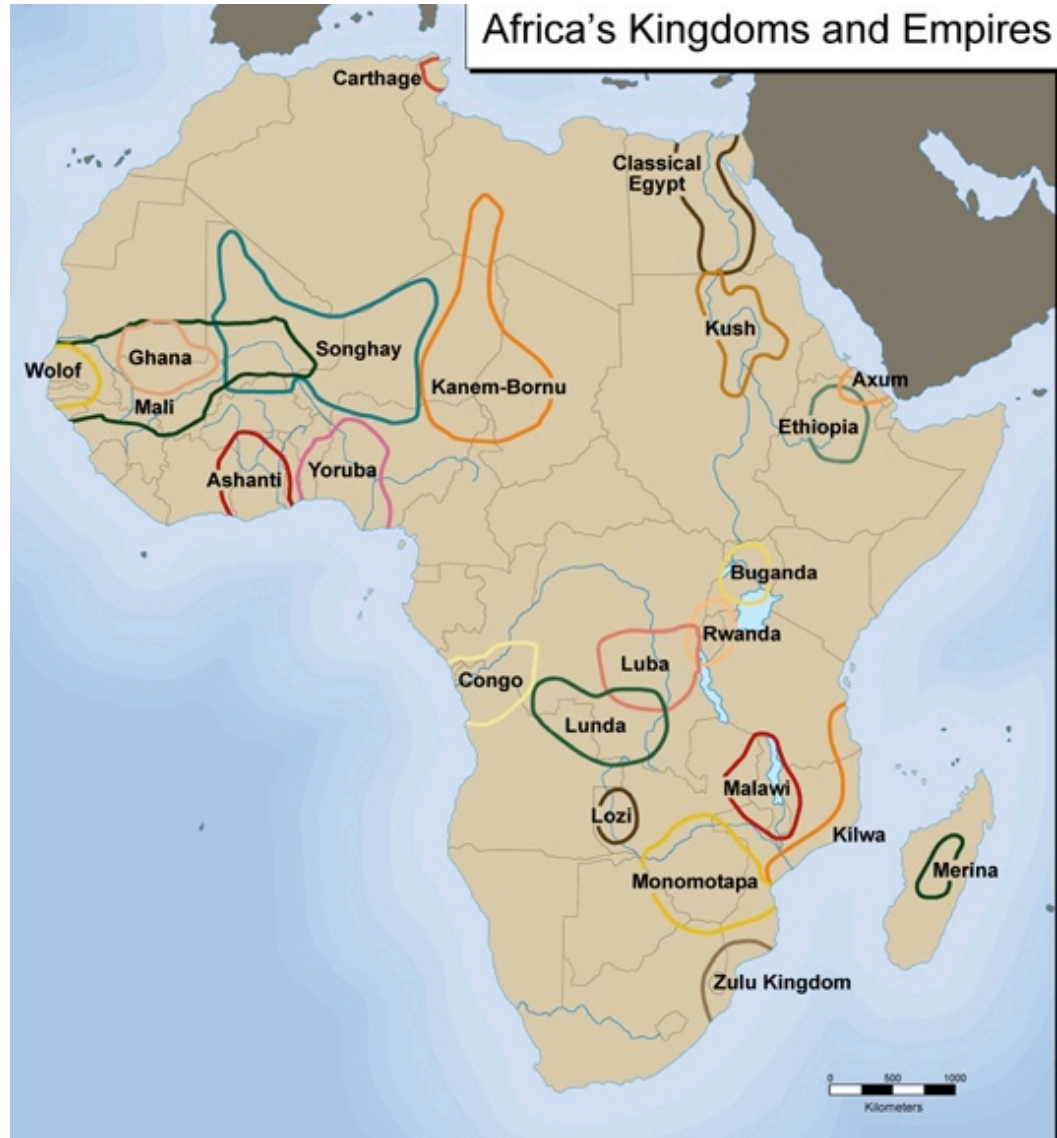 Africa's Kingdoms and Empires
Carthage
Classical
Egypt
Kush
Wolof
Ghana
Songhay
Mali
Kanem-Bornu
Axum
Ethiopia
Ashanti
Yoruba
Buganda
Rwanda
Congo
Luba
Lunda
Malawi
Lozi
Kilwa
Monomotapa
Merina
Zulu Kingdom
0 500 1000
Kilometers